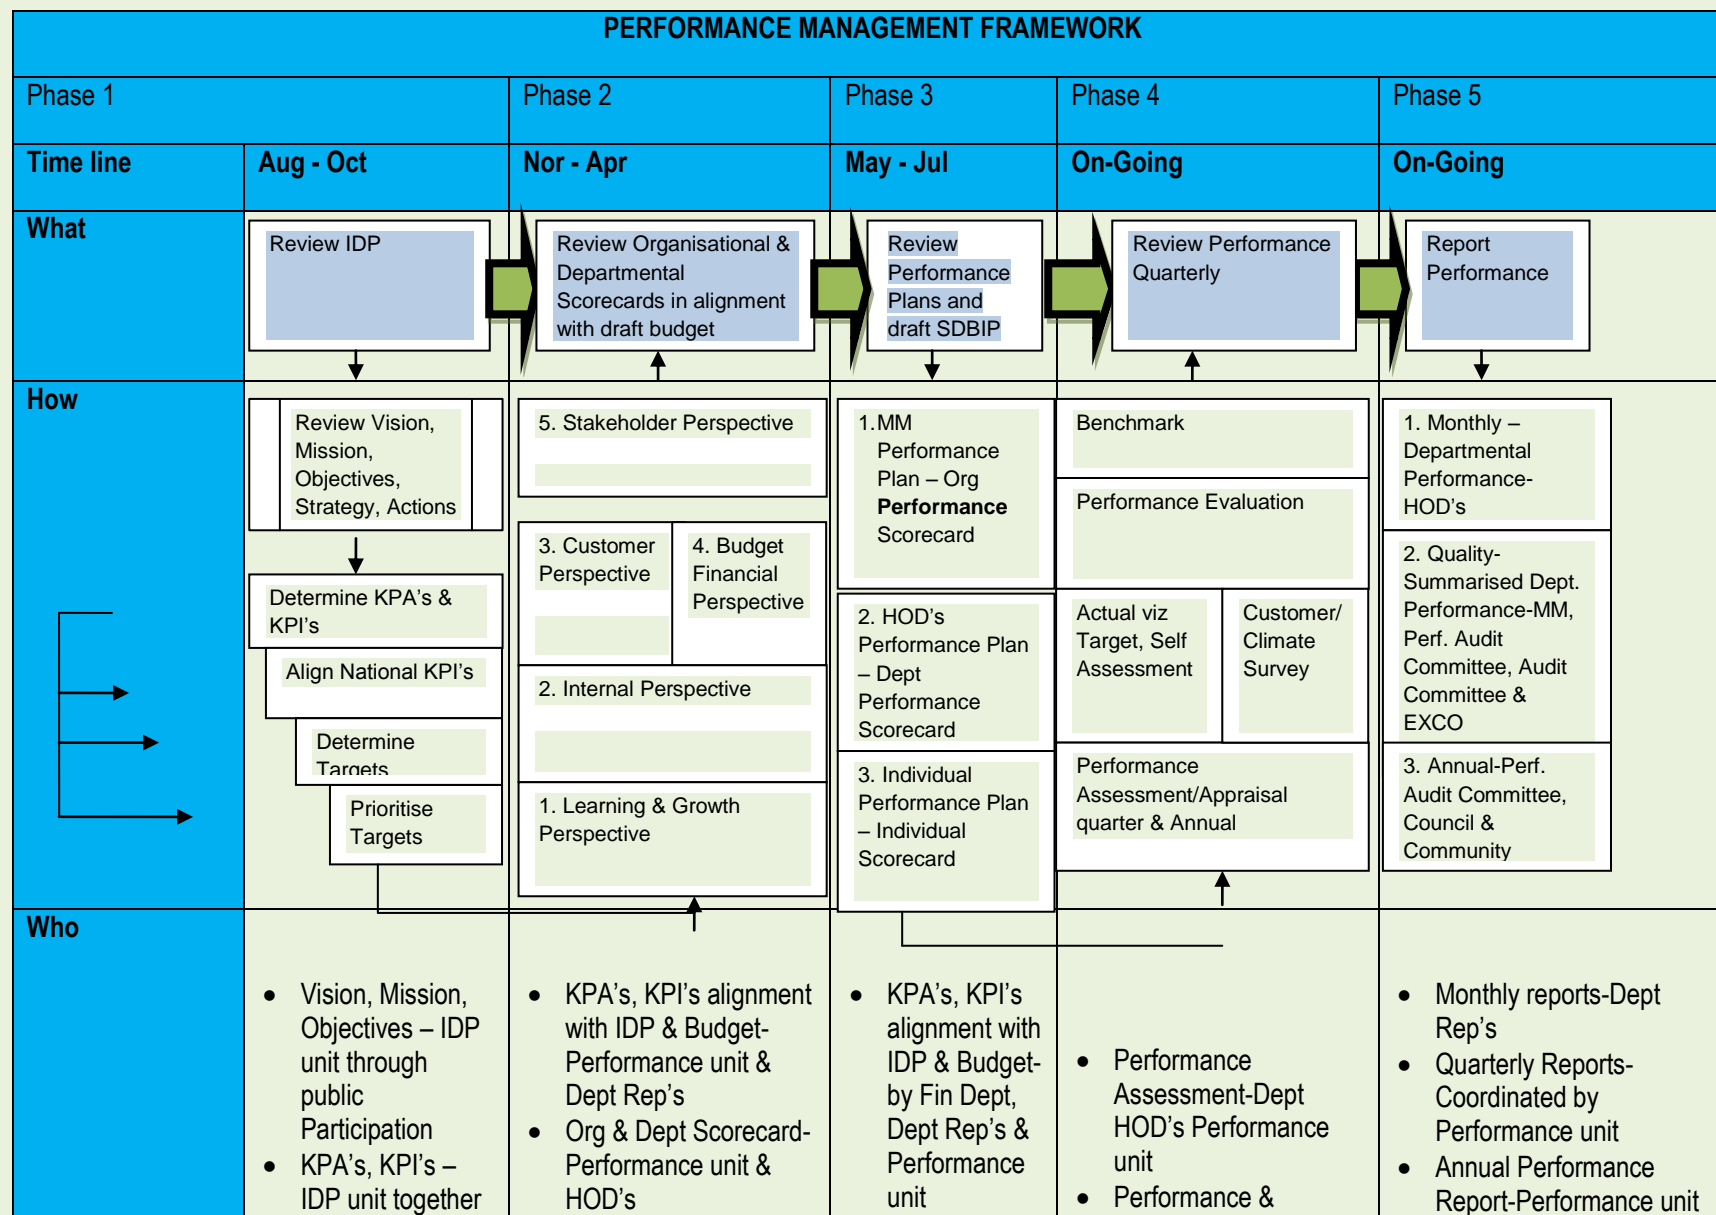 PERFORMANCE MANAGEMENT FRAMEWORK
Phase 1
Phase 2
Phase 3
Phase 4
Phase 5
Time line
Aug - Oct
Nor - Apr
May - Jul
On-Going
On-Going
What
Review IDP
Review Organisational &
Departmental
Scorecards in alignment
with draft budget
Review
Performance
Plans and
draft SDBIP
Review Performance
Quarterly
Report
Performance
How
Review Vision,
Mission,
Objectives,
Strategy, Actions
Determine KPA's &
KPI's
Align National KPI's
Determine
Targets
Prioritise
Targets
5. Stakeholder Perspective
3. Customer
Perspective
4. Budget
Financial
Perspective
2. Internal Perspective
1. Learning & Growth
Perspective
1.MM
Performance
Plan – Org
Performance
Scorecard
2. HOD's
Performance Plan
– Dept
Performance
Scorecard
3. Individual
Performance Plan
– Individual
Scorecard
Benchmark
Performance Evaluation
Actual viz
Target, Self
Assessment
Customer/
Climate
Survey
Performance
Assessment/Appraisal
quarter & Annual
1. Monthly –
Departmental
Performance-
HOD's
2. Quality-
Summarised Dept.
Performance-MM,
Perf. Audit
Committee, Audit
Committee &
EXCO
3. Annual-Perf.
Audit Committee,
Council &
Community
Who
• Vision, Mission,
Objectives – IDP
unit through
public
Participation
• KPA's, KPI's –
IDP unit together
• KPA's, KPI's alignment
with IDP & Budget-
Performance unit &
Dept Rep's
• Org & Dept Scorecard-
Performance unit &
HOD's
• KPA's, KPI's
alignment with
IDP & Budget-
by Fin Dept,
Dept Rep's &
Performance
unit
• Performance
Assessment-Dept
HOD's Performance
unit
• Performance &
• Monthly reports-Dept
Rep's
• Quarterly Reports-
Coordinated by
Performance unit
• Annual Performance
Report-Performance unit